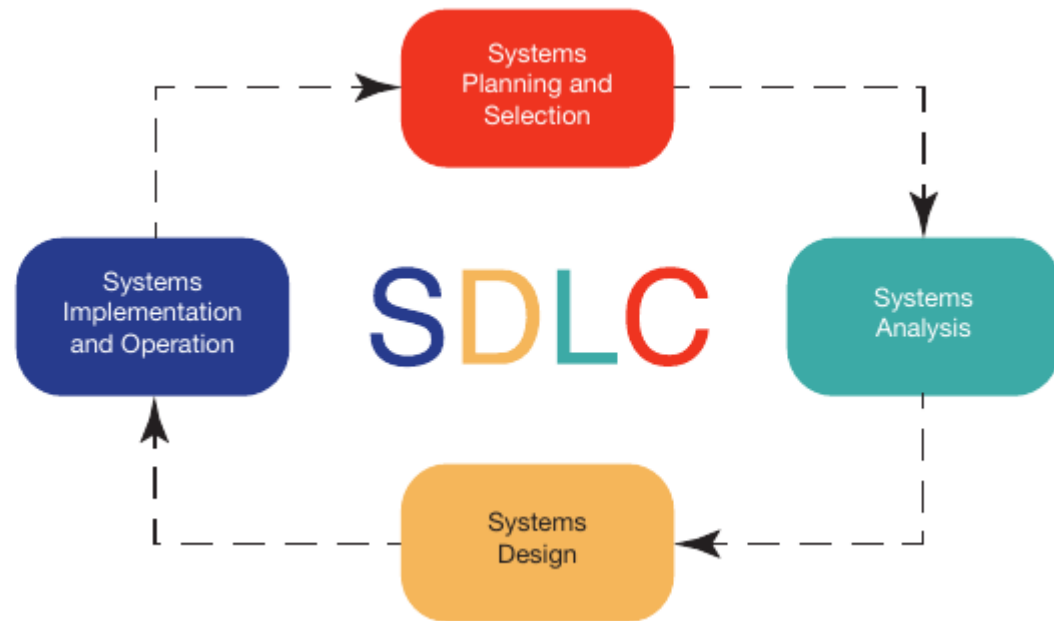 Systems
Planning and
Selection
Systems
Implementation
and Operation
SDLC
Systems
Analysis
Systems
Design